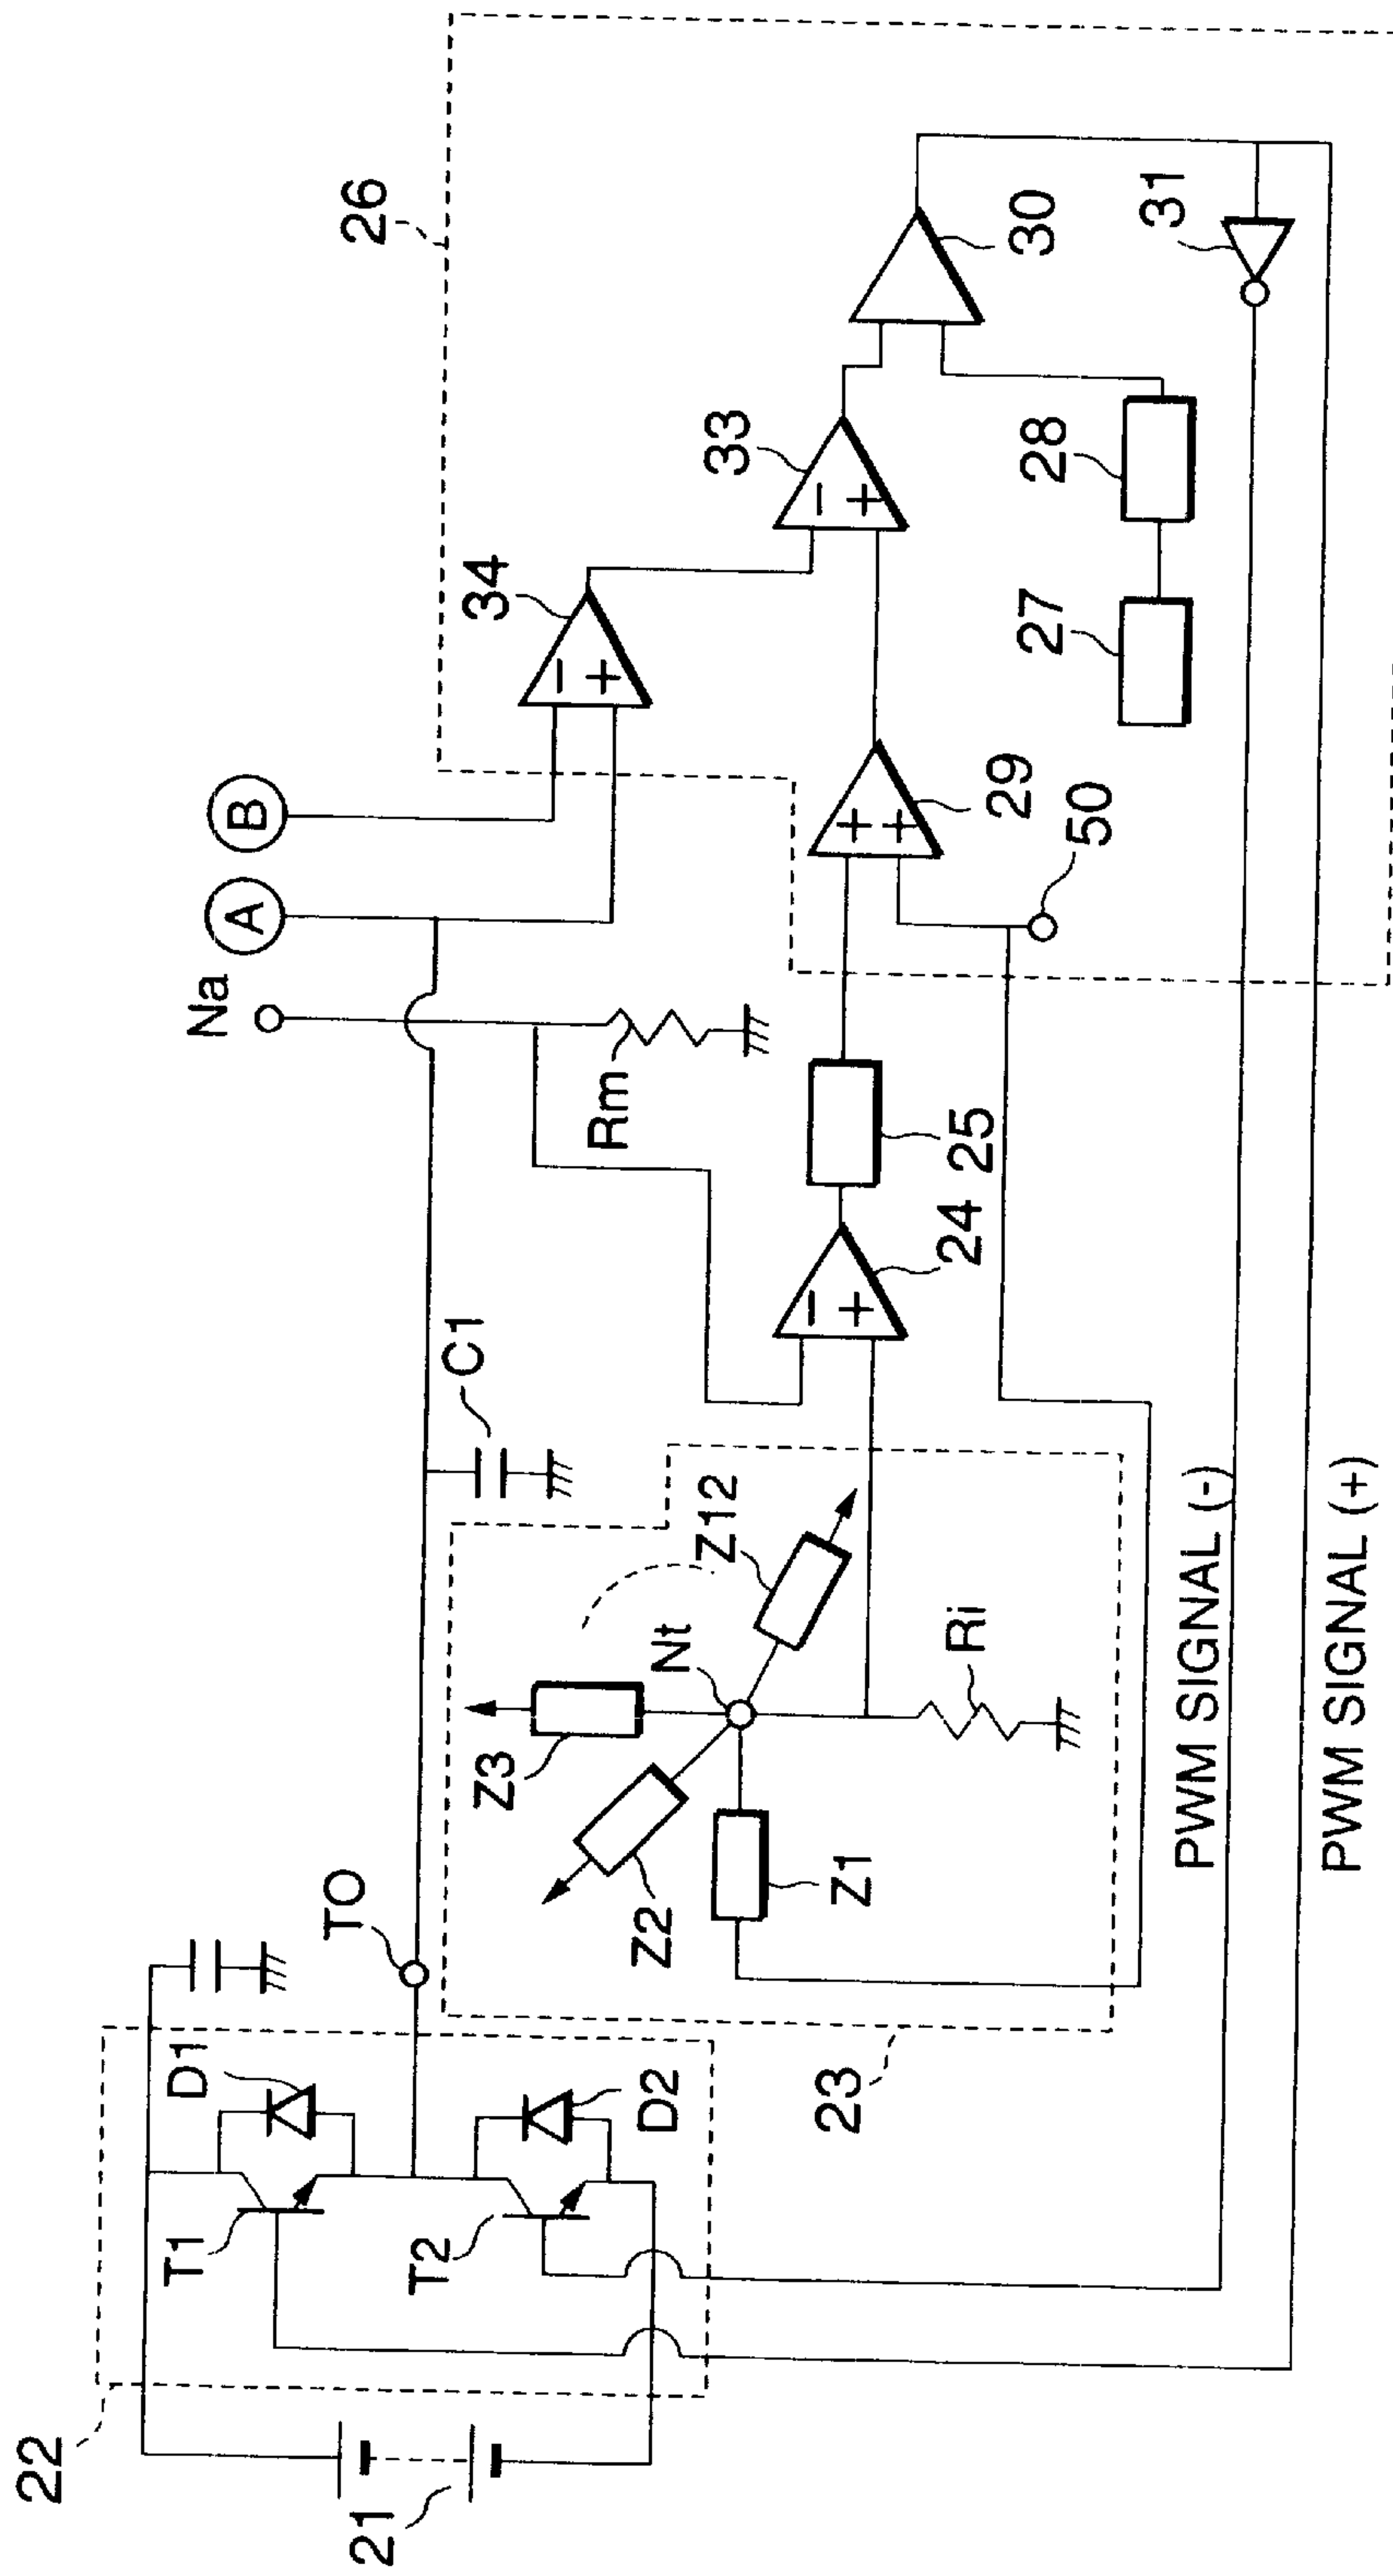 22
21
T1
D1
T2
D2
TO
23
Z1
Z2
Z3
Z12
Nt
Ri
C1
24
25
Rm
Na
A
B
26
34
-
+
33
-
+
29
+
+
-
+
50
27
28
30
31
PWM SIGNAL (-)
PWM SIGNAL (+)